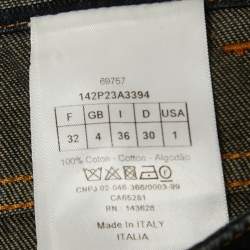 69757
142P23A3394
F GB I D USA
32 4 36 30 1
100% Coton - Cotton - Algodão
CNPJ 02.046.366/0003-99
CA65281
RN: 143628
Made In ITALY
ITALIA